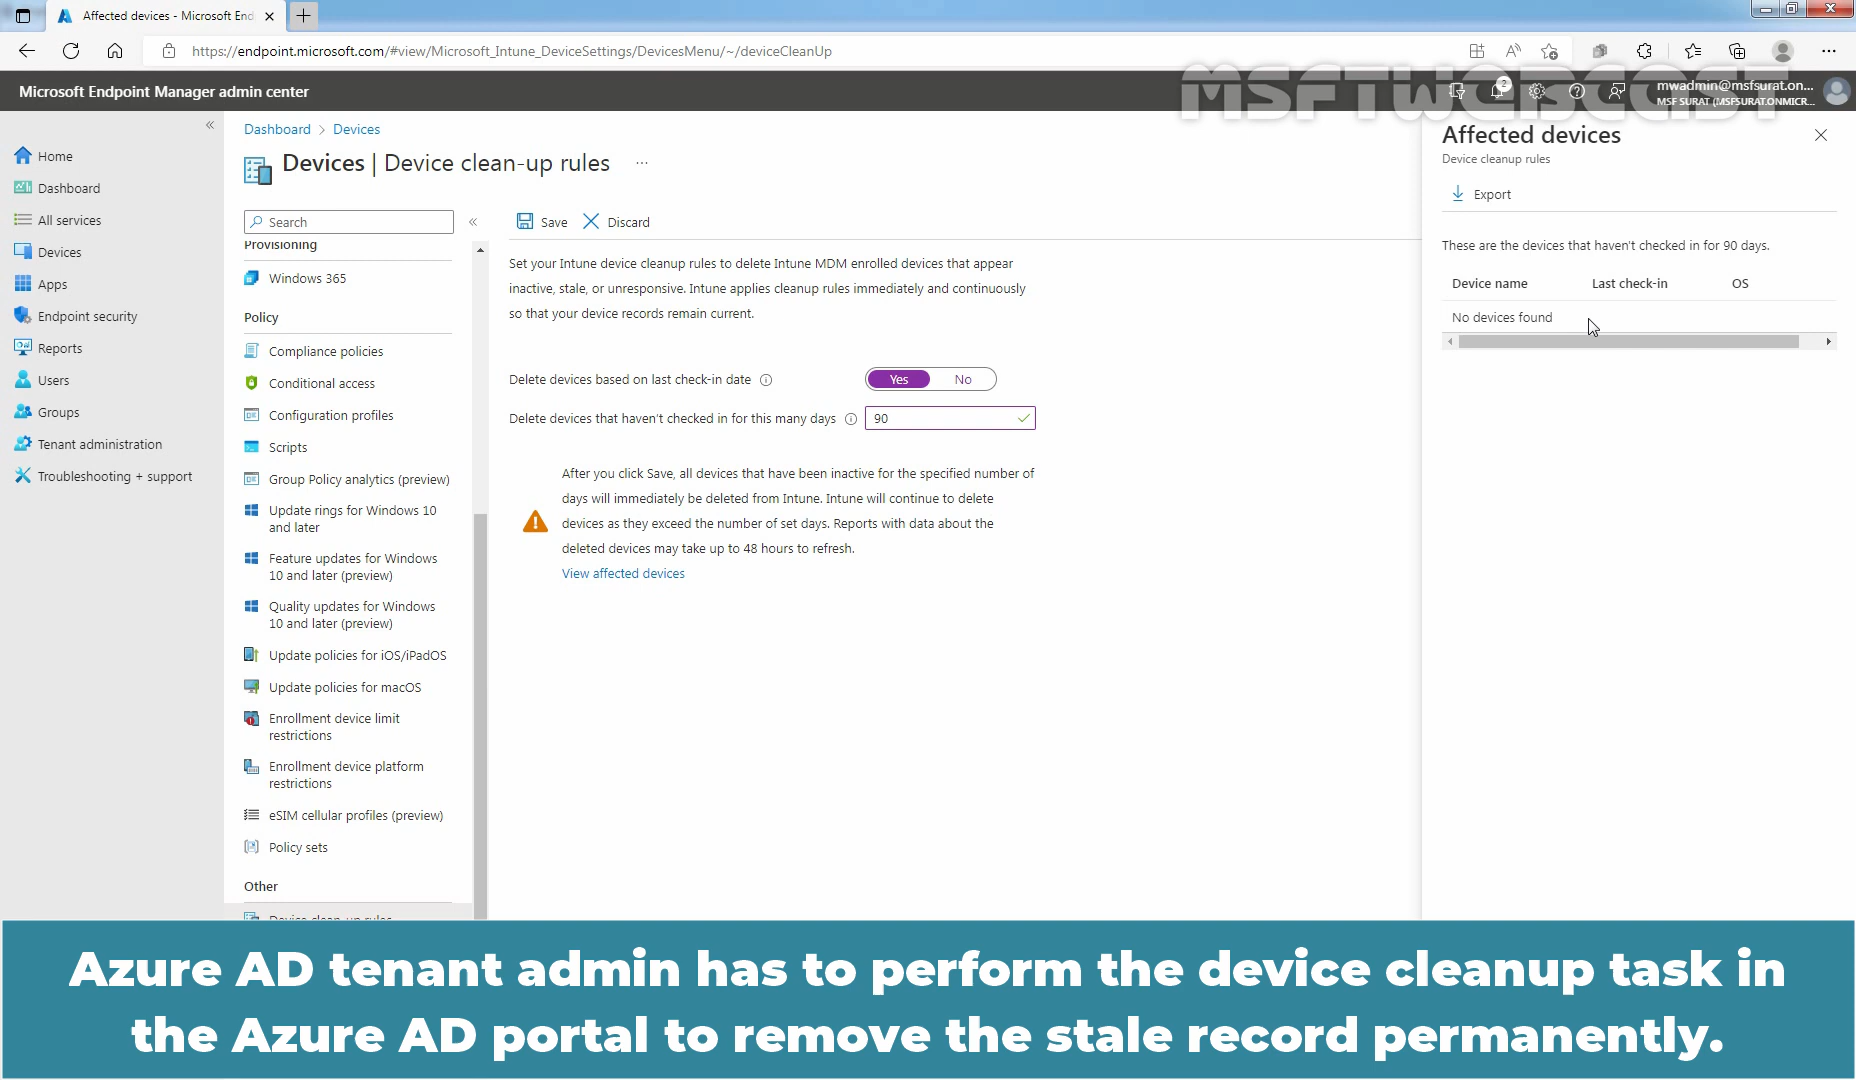 Affected devices - Microsoft End
https://endpoint.microsoft.com/#view/Microsoft_Intune_DeviceSettings/DevicesMenu/~/deviceCleanUp
Microsoft Endpoint Manager admin center
MSFTWEBCAST
2
mwadmin@msfsurat.on...
MSF SURAT (MSFSURAT.ONMICR...
Home
Dashboard
All services
Devices
Apps
Endpoint security
Reports
Users
Groups
Tenant administration
Troubleshooting + support
Dashboard > Devices
Devices | Device clean-up rules ...
Search
Provisioning
Windows 365
Policy
Compliance policies
Conditional access
Configuration profiles
Scripts
Group Policy analytics (preview)
Update rings for Windows 10
and later
Feature updates for Windows
10 and later (preview)
Quality updates for Windows
10 and later (preview)
Update policies for iOS/iPadOS
Update policies for macOS
Enrollment device limit
restrictions
Enrollment device platform
restrictions
eSIM cellular profiles (preview)
Policy sets
Other
Device clean-up rules
Save Discard
Set your Intune device cleanup rules to delete Intune MDM enrolled devices that appear
inactive, stale, or unresponsive. Intune applies cleanup rules immediately and continuously
so that your device records remain current.
Delete devices based on last check-in date Yes No
Delete devices that haven't checked in for this many days 90
After you click Save, all devices that have been inactive for the specified number of
days will immediately be deleted from Intune. Intune will continue to delete
devices as they exceed the number of set days. Reports with data about the
deleted devices may take up to 48 hours to refresh.
View affected devices
Affected devices
Device cleanup rules
Export
These are the devices that haven't checked in for 90 days.
Device name Last check-in OS
No devices found
Azure AD tenant admin has to perform the device cleanup task in
the Azure AD portal to remove the stale record permanently.